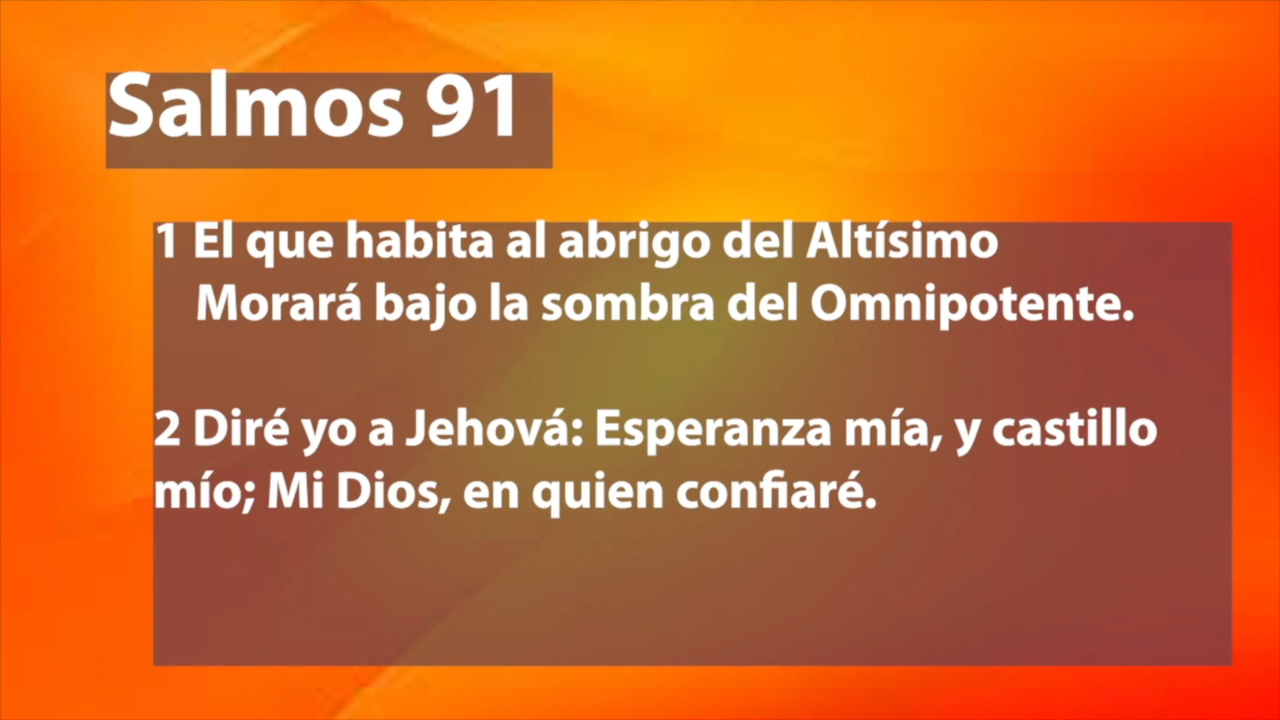 Salmos 91
1 El que habita al abrigo del Altísimo
Morará bajo la sombra del Omnipotente.
2 Diré yo a Jehová: Esperanza mía, y castillo
mío; Mi Dios, en quien confiaré.